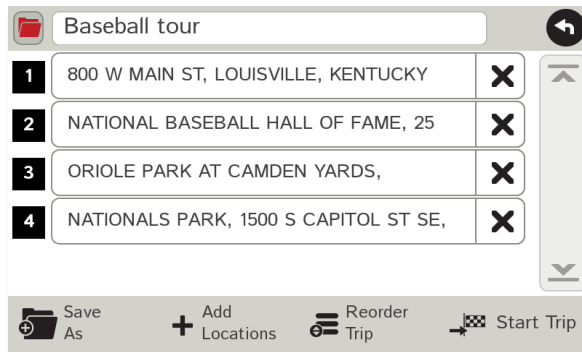 Baseball tour
1 800 W MAIN ST, LOUISVILLE, KENTUCKY
2 NATIONAL BASEBALL HALL OF FAME, 25
3 ORIOLE PARK AT CAMDEN YARDS,
4 NATIONALS PARK, 1500 S CAPITOL ST SE,
Save
As
Add
Locations
Reorder
Trip
Start Trip